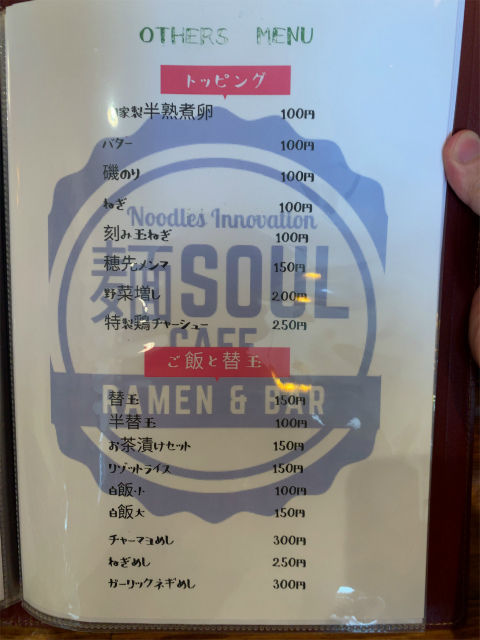 OTHERS MENU
トッピング
自家製半熟煮卵 100円
バター 100円
磯のり 100円
ねぎ 100円
Noodles Innovation
刻み玉ねぎ 100円
麺SOUL
穂先メンマ 150円
野菜増し 200円
特製鶏チャーシュー 250円
CAFE
ご飯と替玉
替玉 150円
RAMEN & BAR
半替玉 100円
お茶漬けセット 150円
リゾットライス 150円
白飯小 100円
白飯大 150円
チャーマヨめし 300円
ねぎめし 250円
ガーリックネギめし 300円